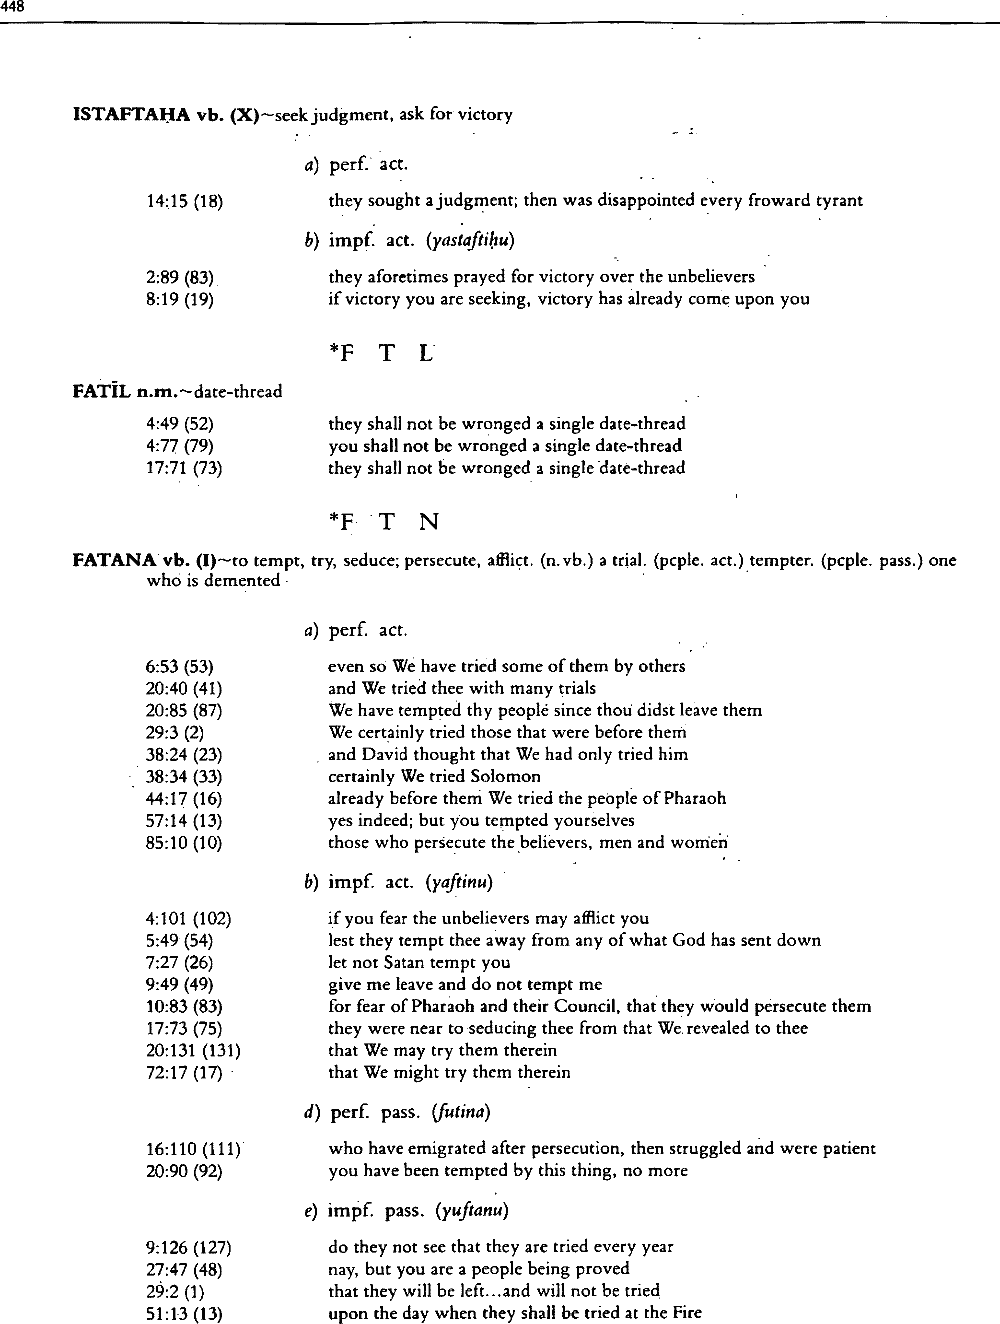 448
ISTAFTAḤA vb. (X)~seek judgment, ask for victory
a) perf. act.
14:15 (18) they sought a judgment; then was disappointed every froward tyrant
b) impf. act. (yastaftiḥu)
2:89 (83) they aforetimes prayed for victory over the unbelievers
8:19 (19) if victory you are seeking, victory has already come upon you
*F T L
FATĪL n.m.~date-thread
4:49 (52) they shall not be wronged a single date-thread
4:77 (79) you shall not be wronged a single date-thread
17:71 (73) they shall not be wronged a single date-thread
*F T N
FATANA vb. (I)~to tempt, try, seduce; persecute, afflict. (n.vb.) a trial. (pcple. act.) tempter. (pcple. pass.) one
who is demented
a) perf. act.
6:53 (53) even so We have tried some of them by others
20:40 (41) and We tried thee with many trials
20:85 (87) We have tempted thy people since thou didst leave them
29:3 (2) We certainly tried those that were before them
38:24 (23) and David thought that We had only tried him
38:34 (33) certainly We tried Solomon
44:17 (16) already before them We tried the people of Pharaoh
57:14 (13) yes indeed; but you tempted yourselves
85:10 (10) those who persecute the believers, men and women
b) impf. act. (yaftinu)
4:101 (102) if you fear the unbelievers may afflict you
5:49 (54) lest they tempt thee away from any of what God has sent down
7:27 (26) let not Satan tempt you
9:49 (49) give me leave and do not tempt me
10:83 (83) for fear of Pharaoh and their Council, that they would persecute them
17:73 (75) they were near to seducing thee from that We revealed to thee
20:131 (131) that We may try them therein
72:17 (17) that We might try them therein
d) perf. pass. (futina)
16:110 (111) who have emigrated after persecution, then struggled and were patient
20:90 (92) you have been tempted by this thing, no more
e) impf. pass. (yuftanu)
9:126 (127) do they not see that they are tried every year
27:47 (48) nay, but you are a people being proved
29:2 (1) that they will be left...and will not be tried
51:13 (13) upon the day when they shall be tried at the Fire